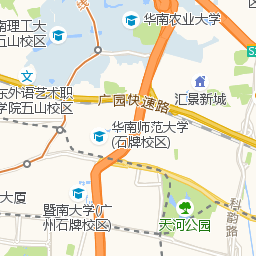 线
华南农业大学
南理工大
五山校区
S
汇景新城
广园快速路
东外语艺术职
学院五山校区
华南师范大学
(石牌校区)
大厦
科韵路
暨南大学(广
州石牌校区)
天河公园